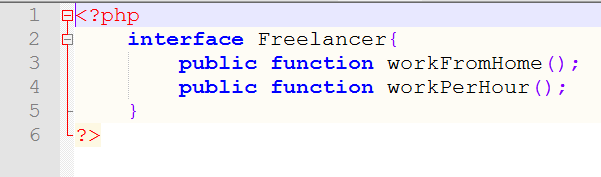 1 <?php
2 interface Freelancer{
3 public function workFromHome();
4 public function workPerHour();
5 }
6 ?>